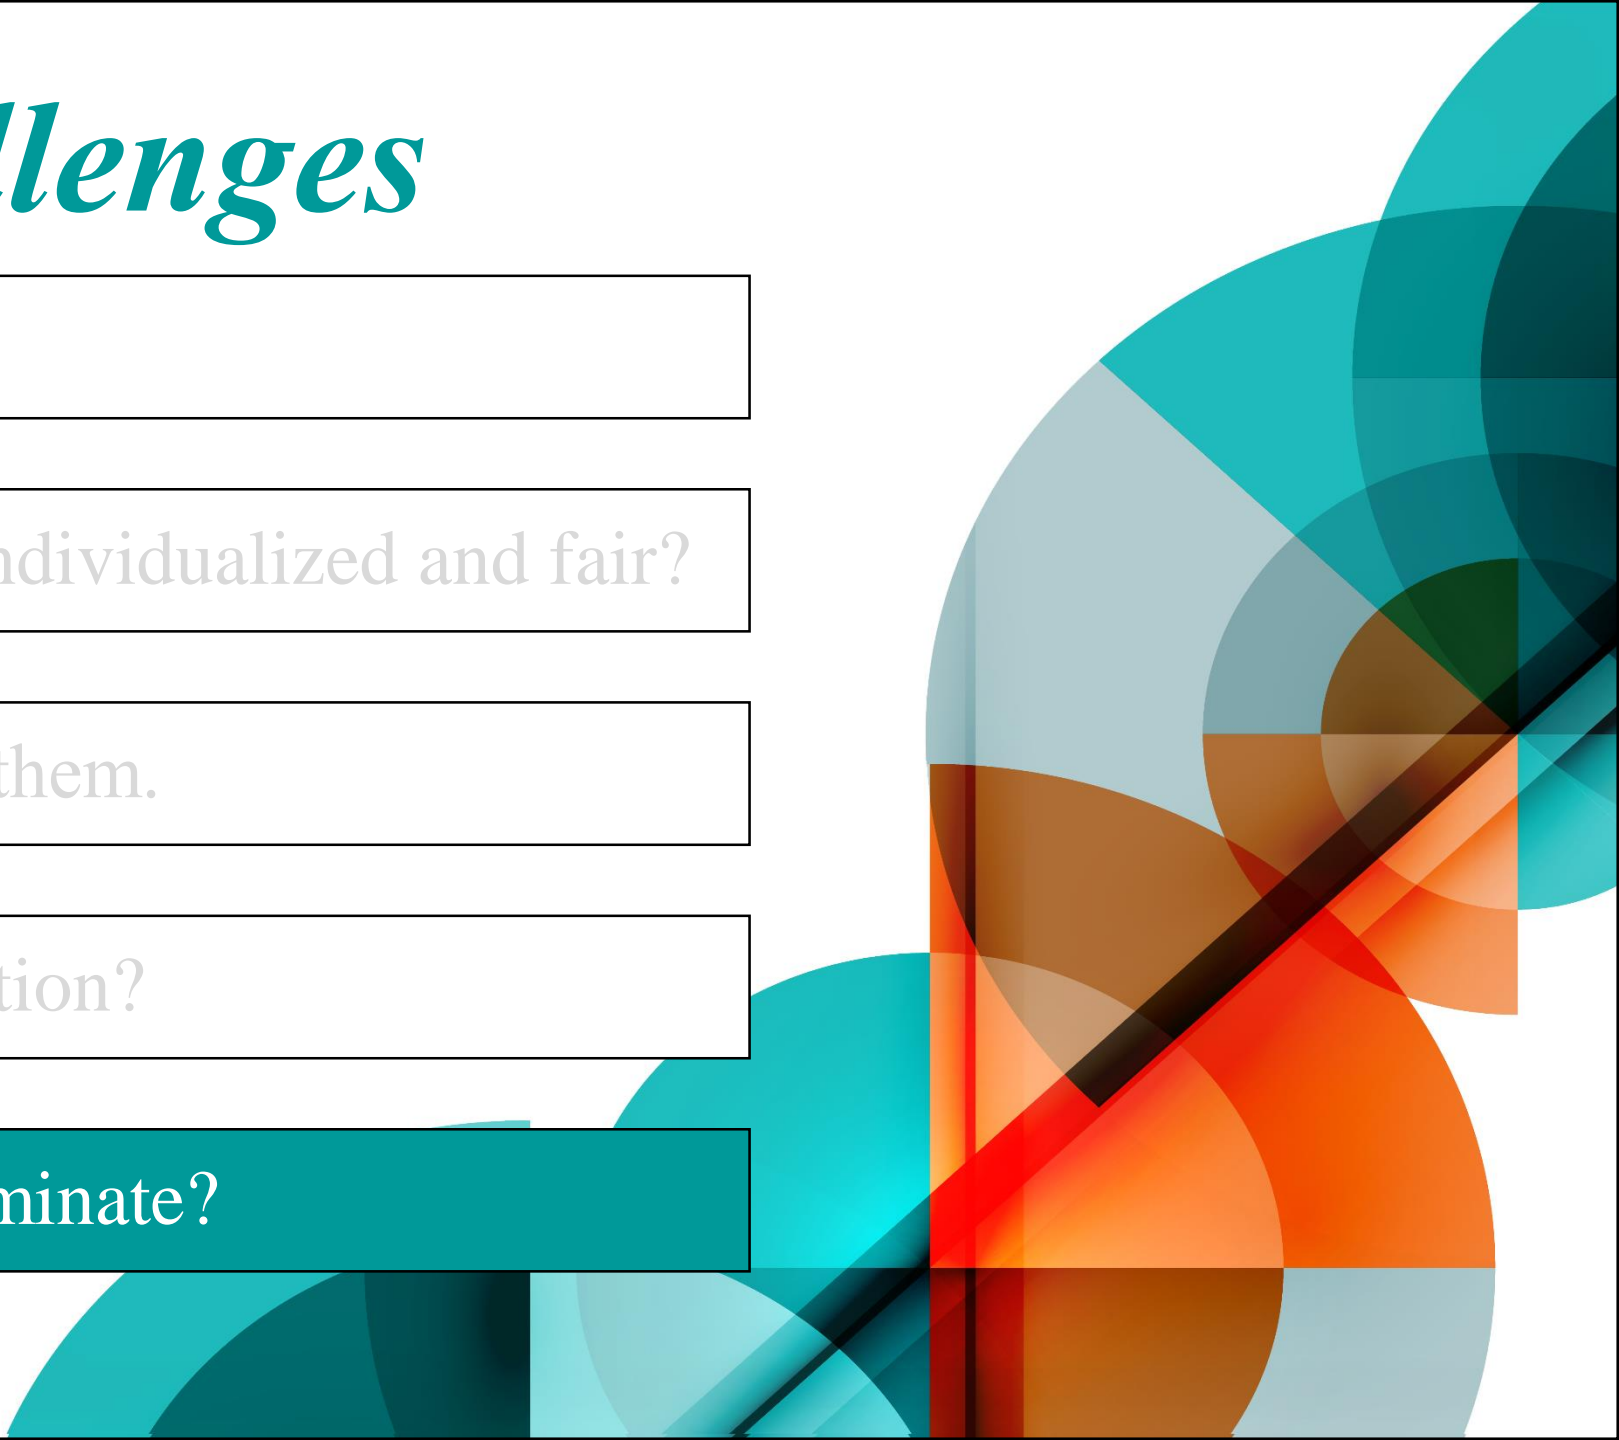 llenges
ndividualized and fair?
them.
tion?
minate?